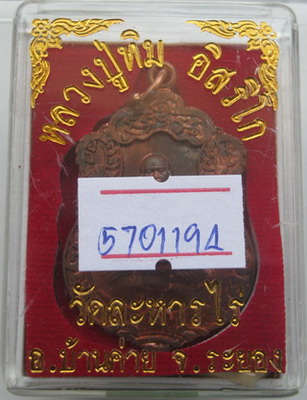 หลวงปู่ทิม อิสริโก
5701194
วัดละหารไร่
อ.บ้านค่าย จ.ระยอง